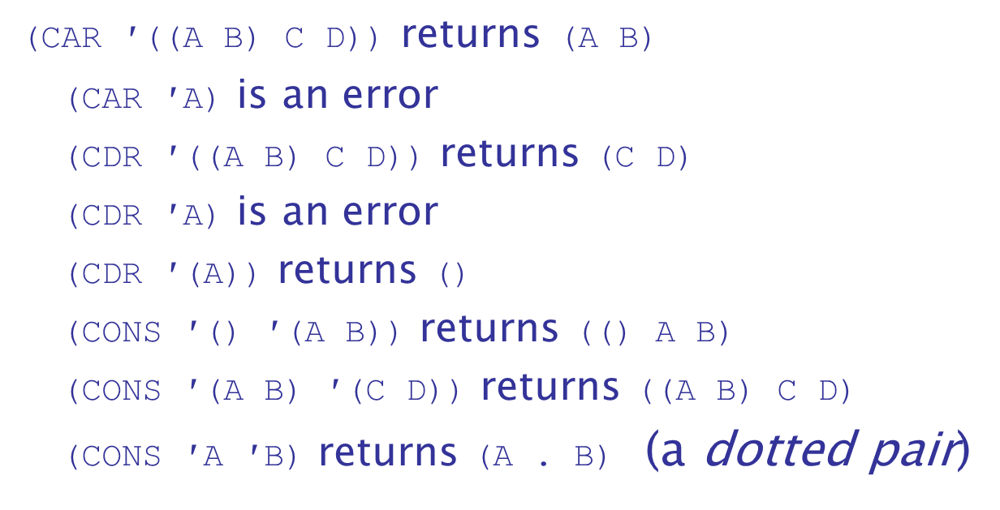 (CAR '((A B) C D)) returns (A B)
(CAR 'A) is an error
(CDR '((A B) C D)) returns (C D)
(CDR 'A) is an error
(CDR '(A)) returns ()
(CONS '() '(A B)) returns (() A B)
(CONS '(A B) '(C D)) returns ((A B) C D)
(CONS 'A 'B) returns (A . B) (a dotted pair)